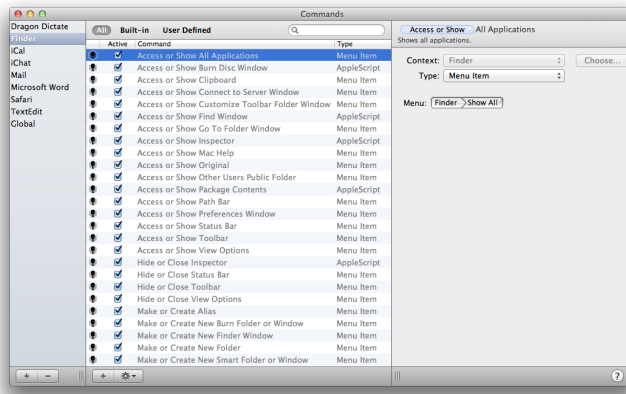 Commands
Dragon Dictate
Finder
iCal
iChat
Mail
Microsoft Word
Safari
TextEdit
Global
All Built-in User Defined
Active Command Type
Access or Show All Applications Menu Item
Access or Show Burn Disc Window AppleScript
Access or Show Clipboard Menu Item
Access or Show Connect to Server Window Menu Item
Access or Show Customize Toolbar Folder Window Menu Item
Access or Show Find Window AppleScript
Access or Show Go To Folder Window Menu Item
Access or Show Inspector AppleScript
Access or Show Mac Help Menu Item
Access or Show Original Menu Item
Access or Show Other Users Public Folder Menu Item
Access or Show Package Contents AppleScript
Access or Show Path Bar Menu Item
Access or Show Preferences Window Menu Item
Access or Show Status Bar Menu Item
Access or Show Toolbar Menu Item
Access or Show View Options Menu Item
Hide or Close Inspector AppleScript
Hide or Close Status Bar Menu Item
Hide or Close Toolbar Menu Item
Hide or Close View Options Menu Item
Make or Create Alias Menu Item
Make or Create New Burn Folder or Window Menu Item
Make or Create New Finder Window Menu Item
Make or Create New Folder Menu Item
Make or Create New Smart Folder or Window Menu Item
Access or Show All Applications
Shows all applications.
Context: Finder Choose...
Type: Menu Item
Menu: Finder Show All
+ −
+
?